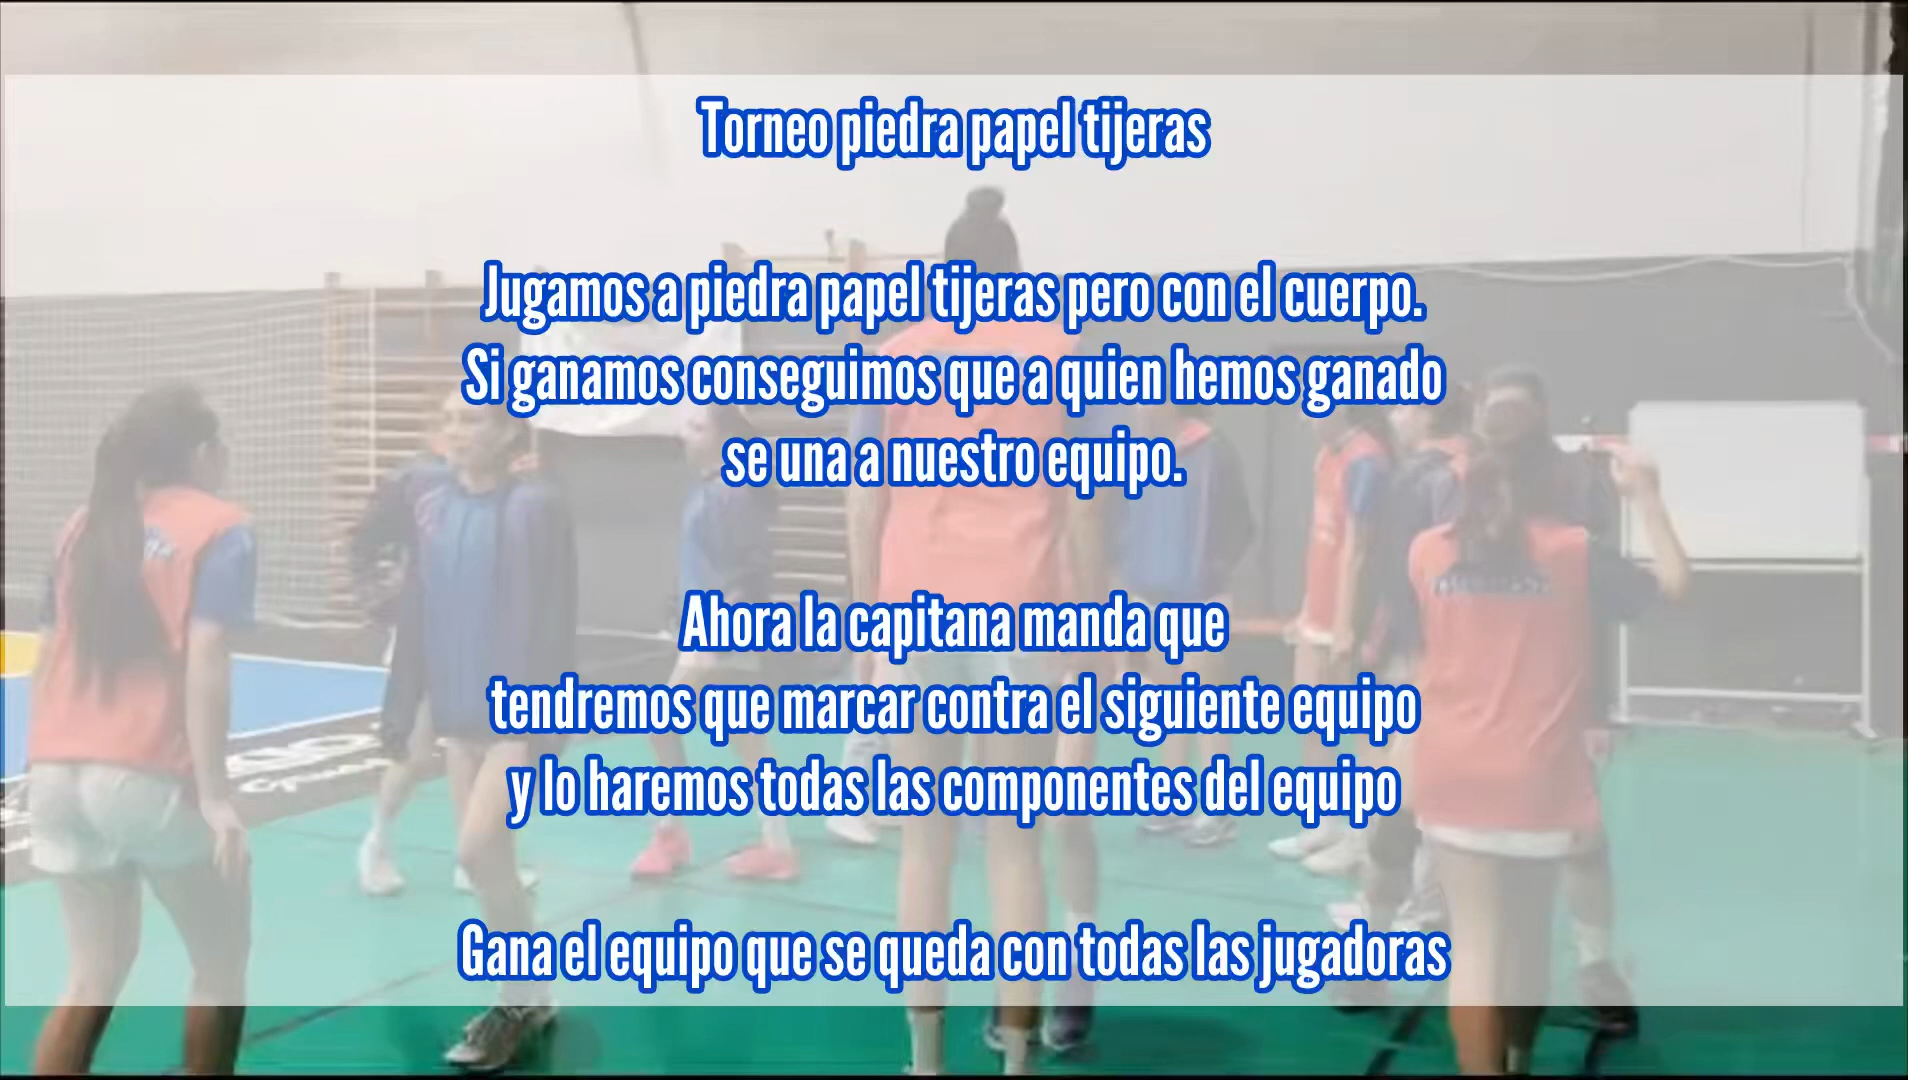 Torneo piedra papel tijeras
Jugamos a piedra papel tijeras pero con el cuerpo.
Si ganamos conseguimos que a quien hemos ganado
se una a nuestro equipo.
Ahora la capitana manda que
tendremos que marcar contra el siguiente equipo
y lo haremos todas las componentes del equipo
Gana el equipo que se queda con todas las jugadoras